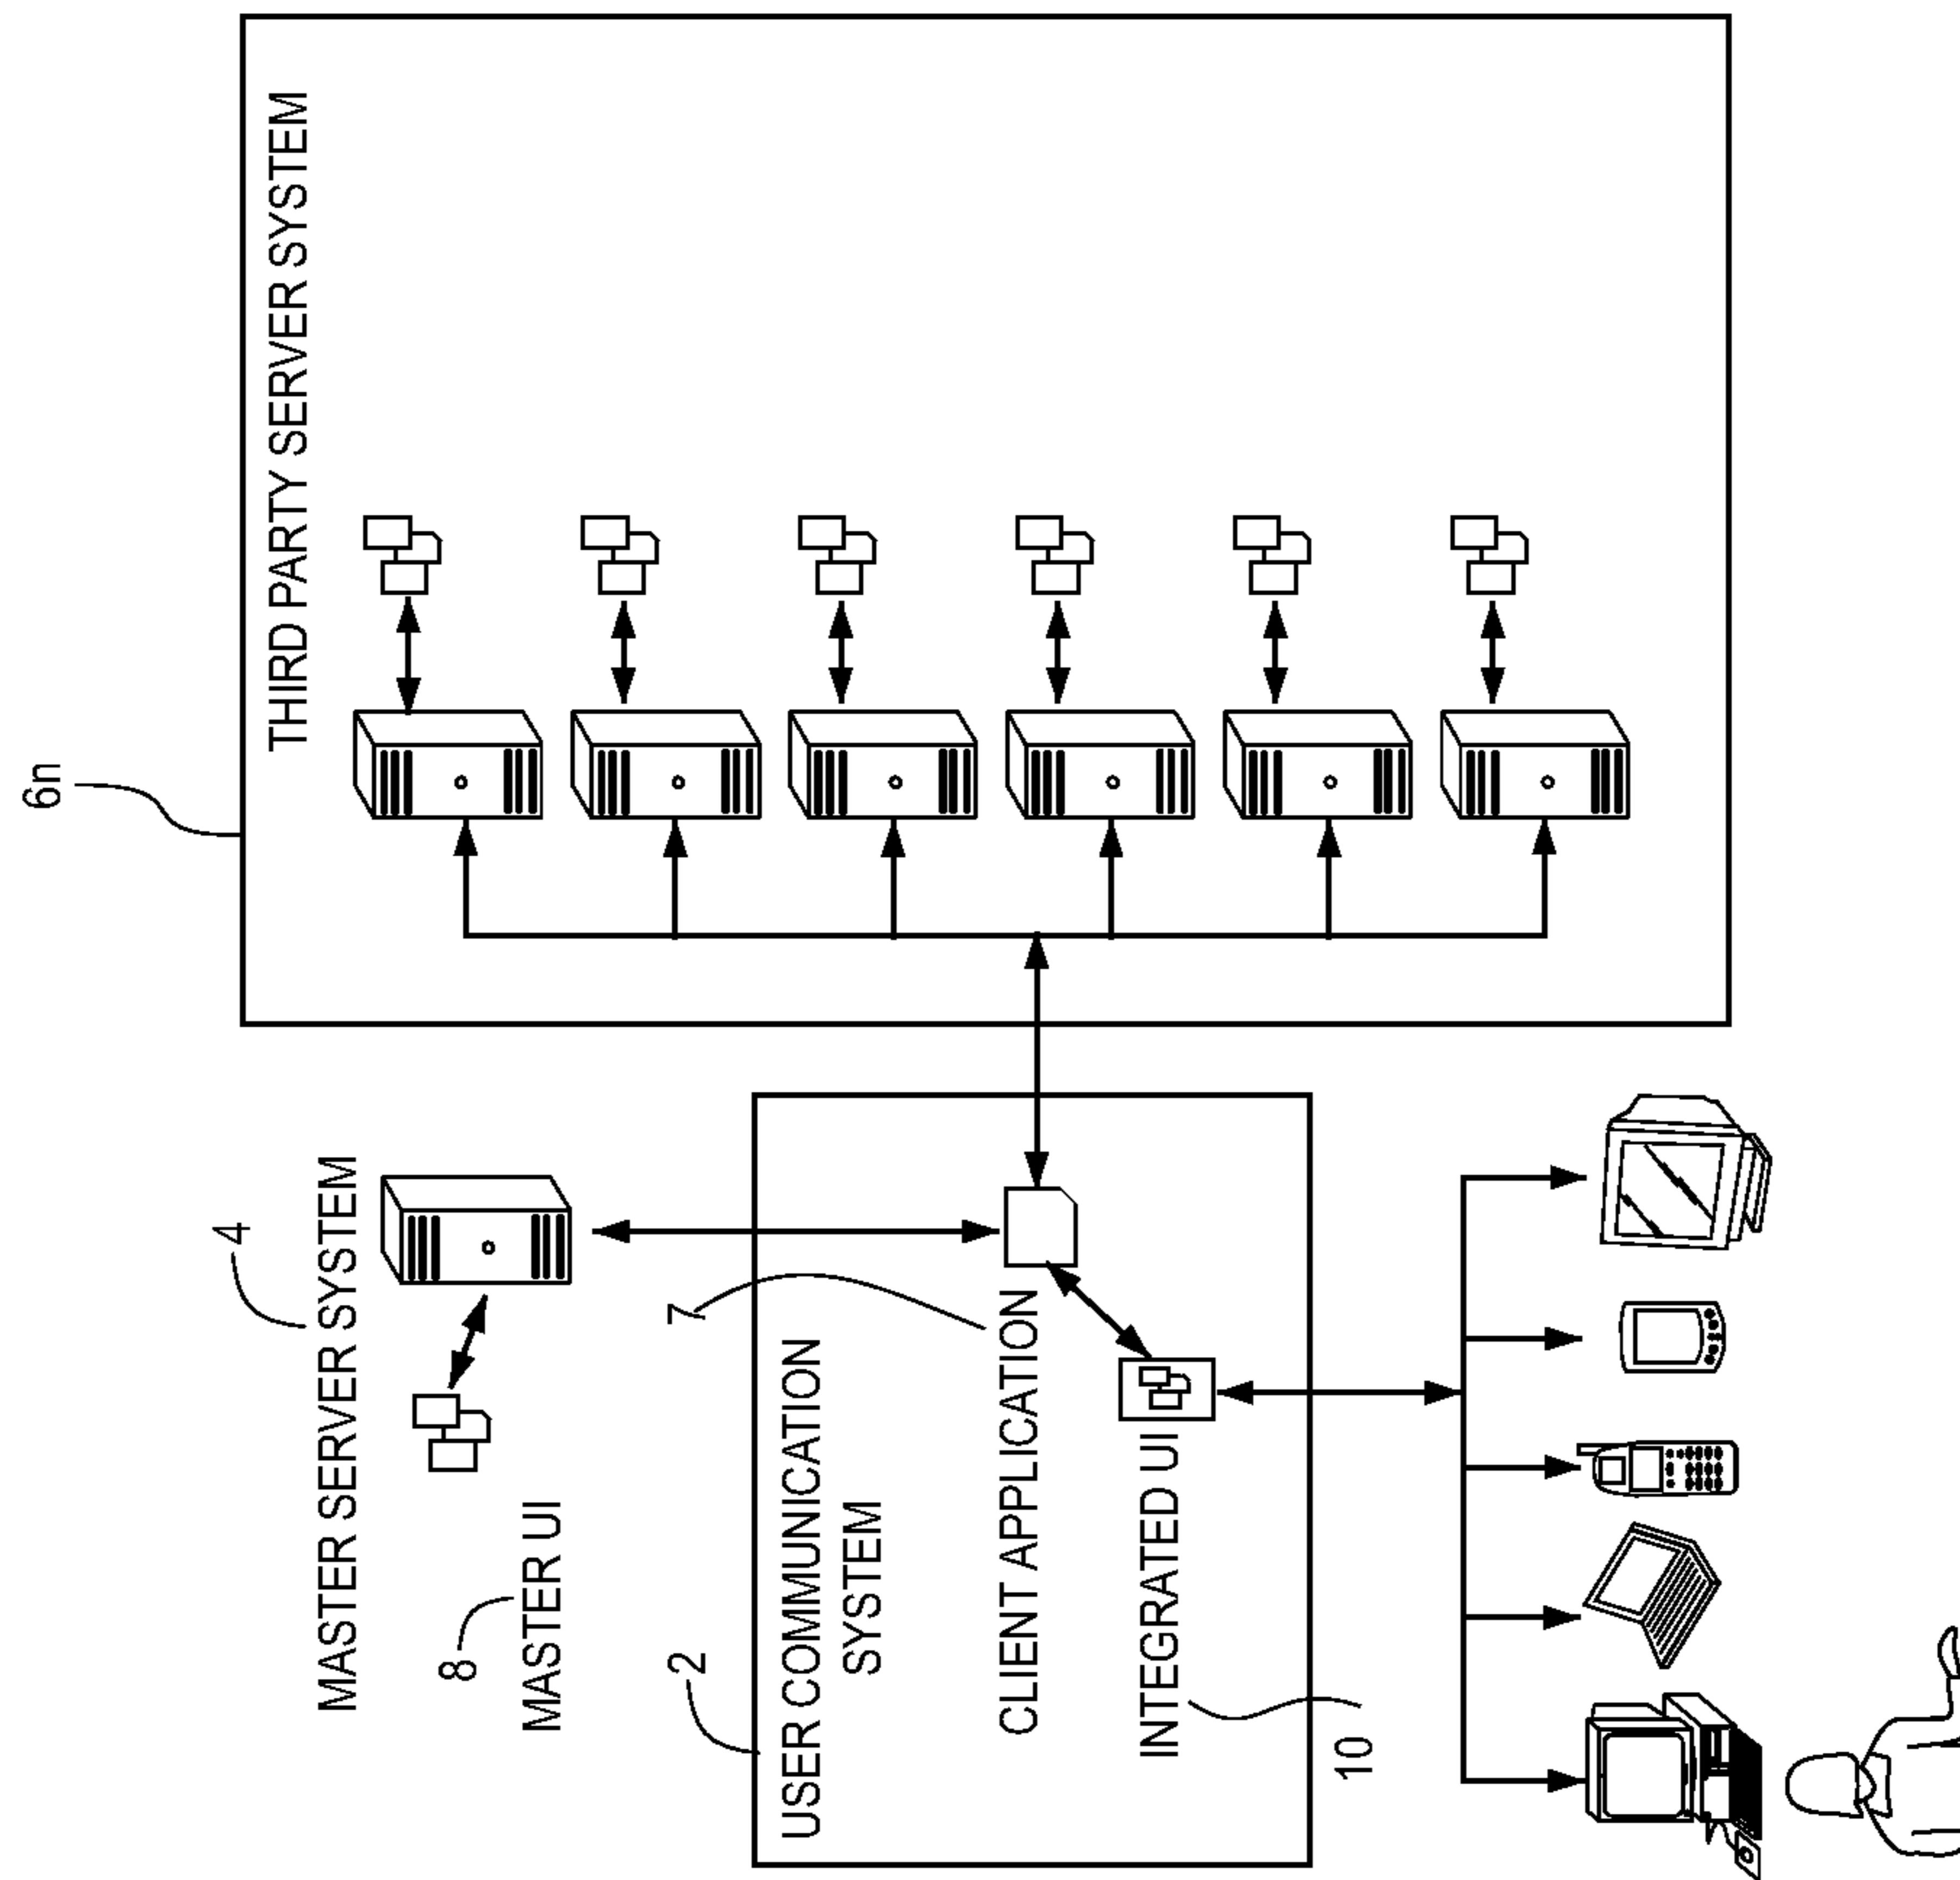 6n
THIRD PARTY SERVER SYSTEM
4
MASTER SERVER SYSTEM
8
MASTER UI
2
USER COMMUNICATION
SYSTEM
7
CLIENT APPLICATION
INTEGRATED UI
10